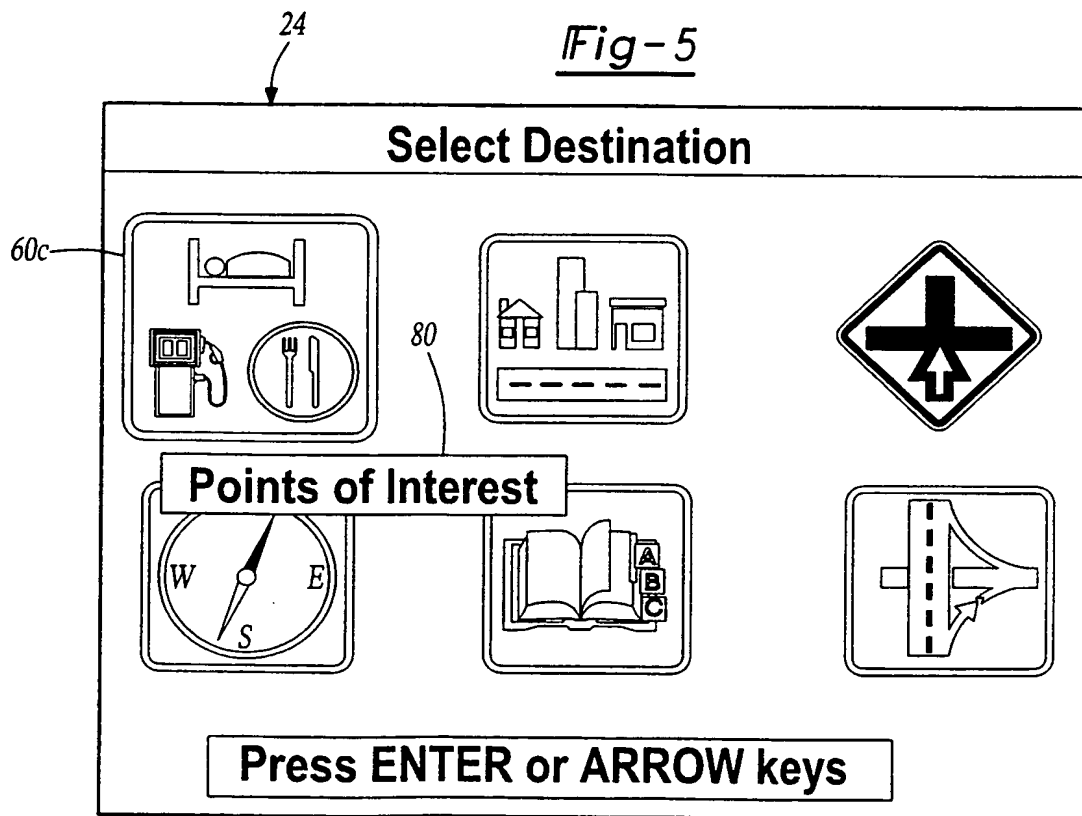 24
Fig-5
Select Destination
60c
80
Points of Interest
W E
S
A
B
C
Press ENTER or ARROW keys